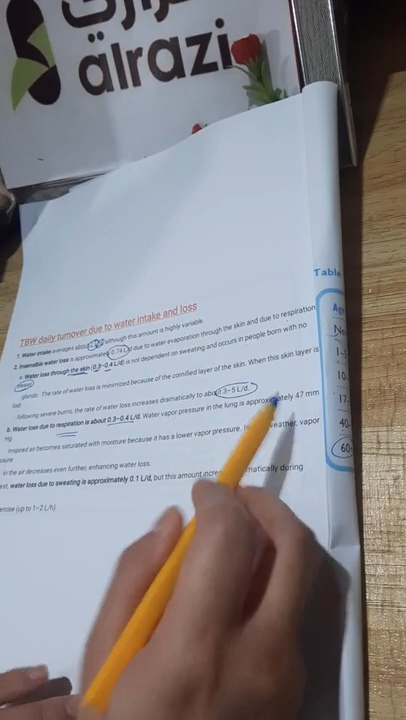 الرازي
alrazi
Table
TBW daily turnover due to water intake and loss
1. Water intake averages about although this amount is highly variable.
2. Insensible water loss is approximately 0.74 L/d due to water evaporation through the skin and due to respiration
a. Water loss through the skin (0.3–0.4 L/d) is not dependent on sweating and occurs in people born with no
sweat
glands. The rate of water loss is minimized because of the cornified layer of the skin. When this skin layer is
lost
following severe burns, the rate of water loss increases dramatically to about 3–5 L/d.
b. Water loss due to respiration is about 0.3–0.4 L/d. Water vapor pressure in the lung is approximately 47 mm
Hg
Inspired air becomes saturated with moisture because it has a lower vapor pressure. weather, vapor
in the air decreases even further, enhancing water loss.
water loss due to sweating is approximately 0.1 L/d, but this amount during
(up to 1–2 L/h).